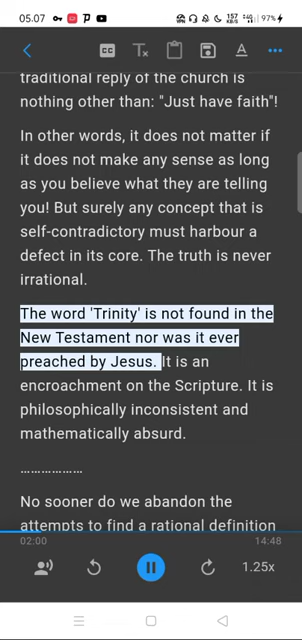 05.07
157 KB/S
97%
traditional reply of the church is
nothing other than: "Just have faith"!
In other words, it does not matter if
it does not make any sense as long
as you believe what they are telling
you! But surely any concept that is
self-contradictory must harbour a
defect in its core. The truth is never
irrational.
The word 'Trinity' is not found in the
New Testament nor was it ever
preached by Jesus. It is an
encroachment on the Scripture. It is
philosophically inconsistent and
mathematically absurd.
………………
No sooner do we abandon the
attempts to find a rational definition
02:00
14:48
1.25x